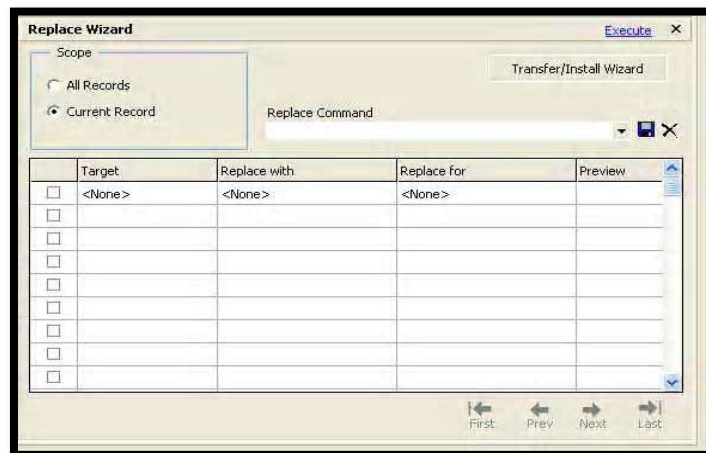 Replace Wizard Execute ×
Scope
All Records
Current Record
Transfer/Install Wizard
Replace Command
Target Replace with Replace for Preview
<None> <None> <None>
First Prev Next Last